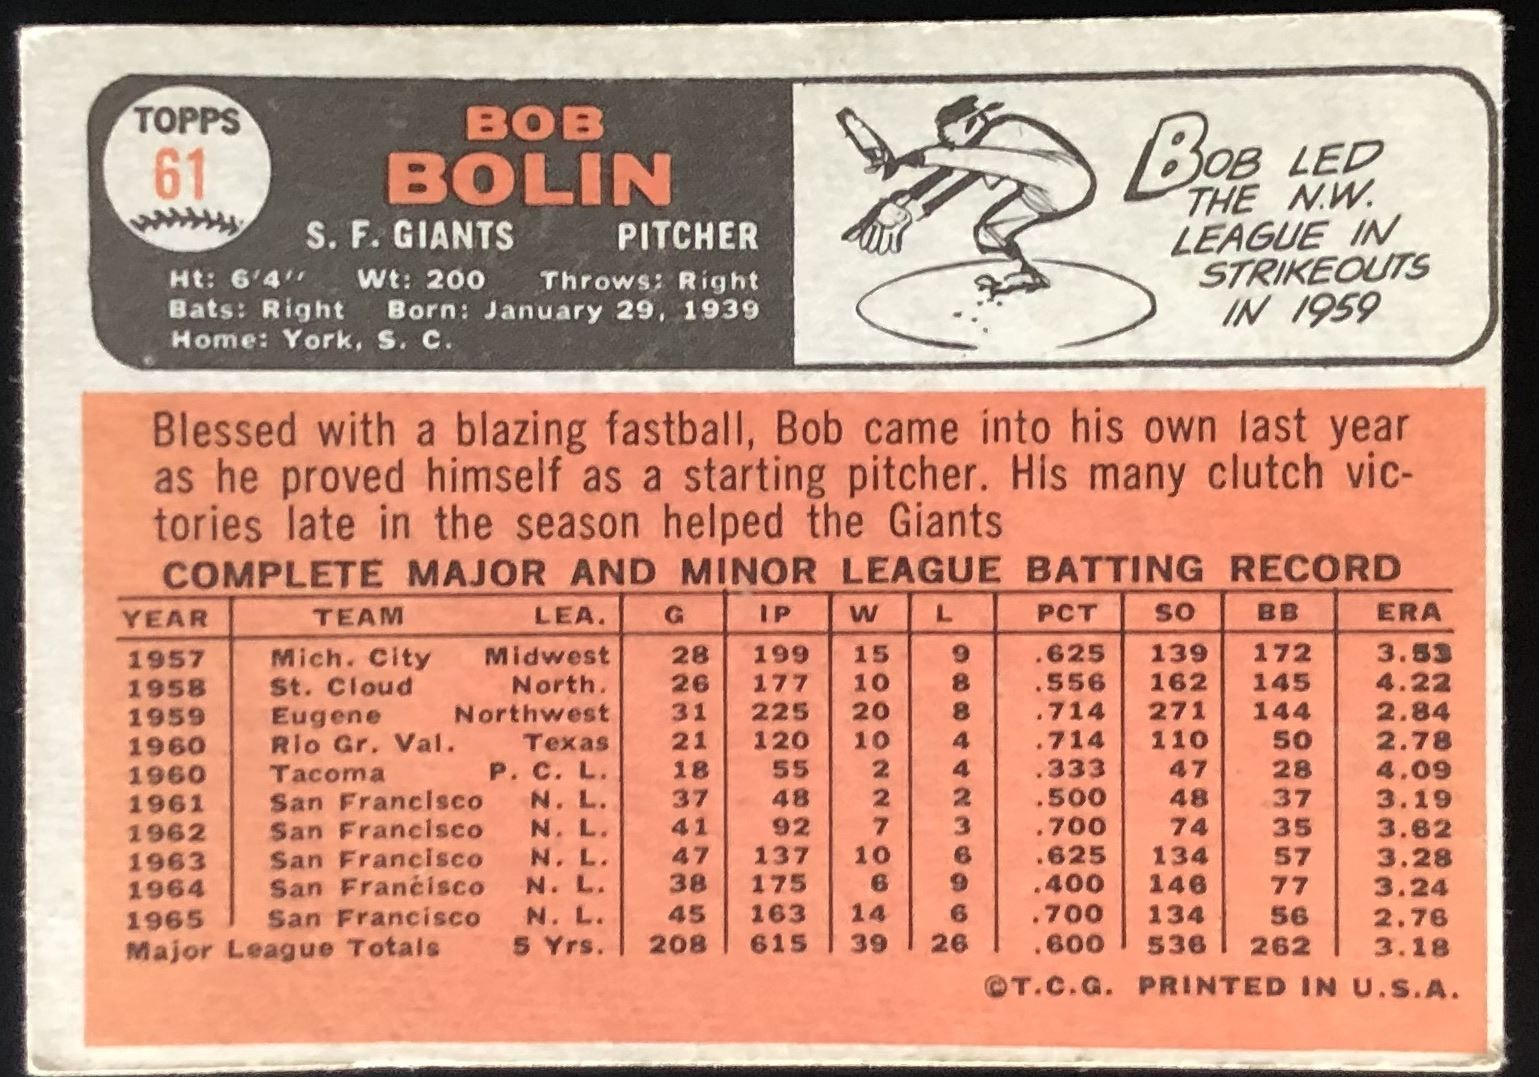 TOPPS
61
BOB
BOLIN
S. F. GIANTS PITCHER
Ht: 6'4" Wt: 200 Throws: Right
Bats: Right Born: January 29, 1939
Home: York, S. C.
BOB LED
THE N.W.
LEAGUE IN
STRIKEOUTS
IN 1959
Blessed with a blazing fastball, Bob came into his own last year
as he proved himself as a starting pitcher. His many clutch vic-
tories late in the season helped the Giants
COMPLETE MAJOR AND MINOR LEAGUE BATTING RECORD
YEAR TEAM LEA. G IP W L PCT SO BB ERA
1957 Mich. City Midwest 28 199 15 9 .625 139 172 3.53
1958 St. Cloud North. 26 177 10 8 .556 162 145 4.22
1959 Eugene Northwest 31 225 20 8 .714 271 144 2.84
1960 Rio Gr. Val. Texas 21 120 10 4 .714 110 50 2.78
1960 Tacoma P. C. L. 18 55 2 4 .333 47 28 4.09
1961 San Francisco N. L. 37 48 2 2 .500 48 37 3.19
1962 San Francisco N. L. 41 92 7 3 .700 74 35 3.62
1963 San Francisco N. L. 47 137 10 6 .625 134 57 3.28
1964 San Francisco N. L. 38 175 6 9 .400 146 77 3.24
1965 San Francisco N. L. 45 163 14 6 .700 134 56 2.76
Major League Totals 5 Yrs. 208 615 39 26 .600 536 262 3.18
©T.C.G. PRINTED IN U.S.A.